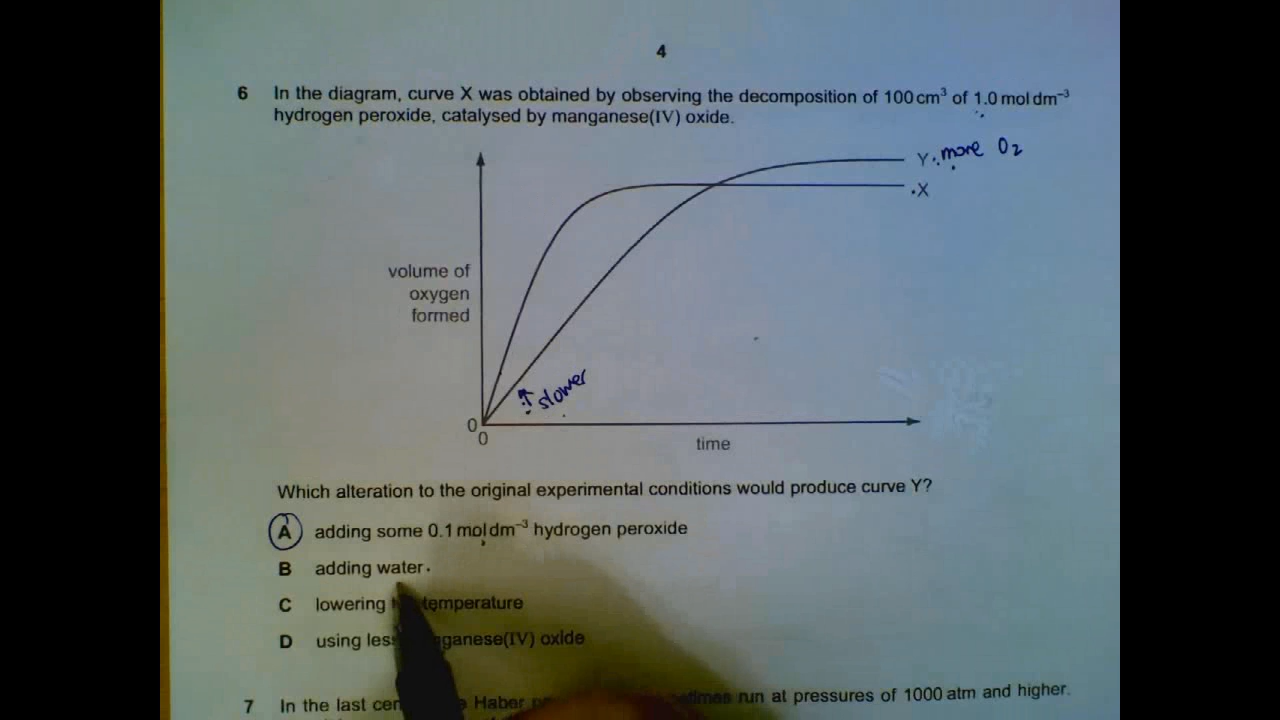 4
6 In the diagram, curve X was obtained by observing the decomposition of 100 cm³ of 1.0 mol dm⁻³
hydrogen peroxide, catalysed by manganese(IV) oxide.
Y more O₂
X
volume of
oxygen
formed
slower
0
0
time
Which alteration to the original experimental conditions would produce curve Y?
A adding some 0.1 mol dm⁻³ hydrogen peroxide
B adding water
C lowering temperature
D using (IV) oxide
7 In the last Haber run at pressures of 1000 atm and higher.